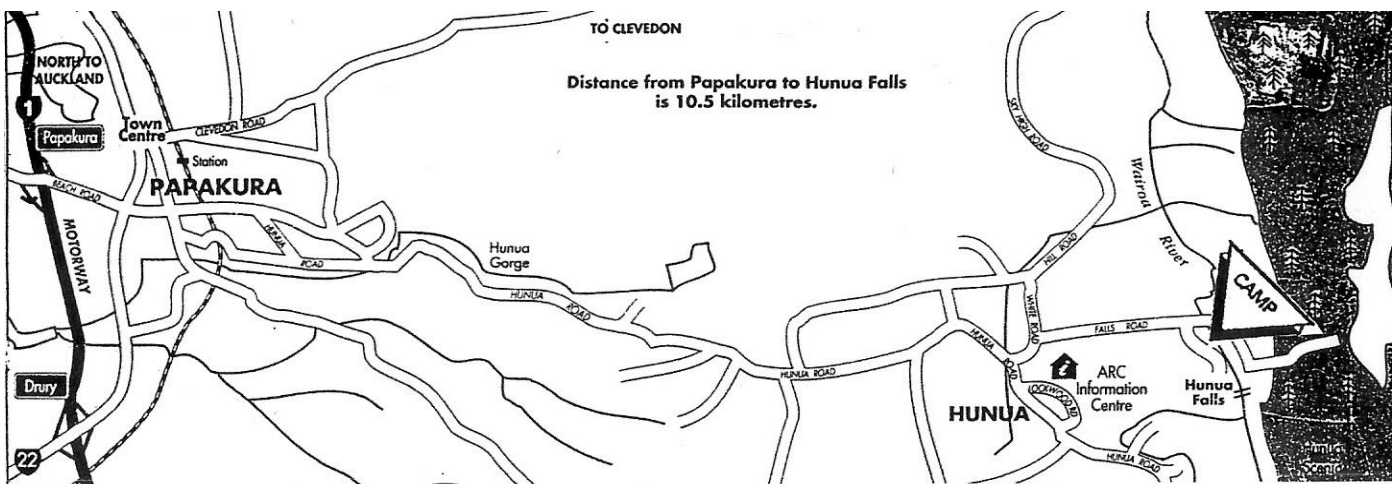 TO CLEVEDON
NORTH TO
AUCKLAND
Distance from Papakura to Hunua Falls
is 10.5 kilometres.
1
Papakura
Town
Centre
CLEVEDON ROAD
SKY HIGH ROAD
Station
Wairoa
River
BEACH ROAD
PAPAKURA
MOTORWAY
HUNUA
ROAD
Hunua
Gorge
HUNUA
ROAD
HILL ROAD
CAMP
WHITE ROAD
FALLS ROAD
HUNUA
ROAD
HUNUA ROAD
i
ARC
Information
Centre
LOCKWOOD RD
Drury
HUNUA
Hunua
Falls
22
HUNUA ROAD
Hunua
Scenic